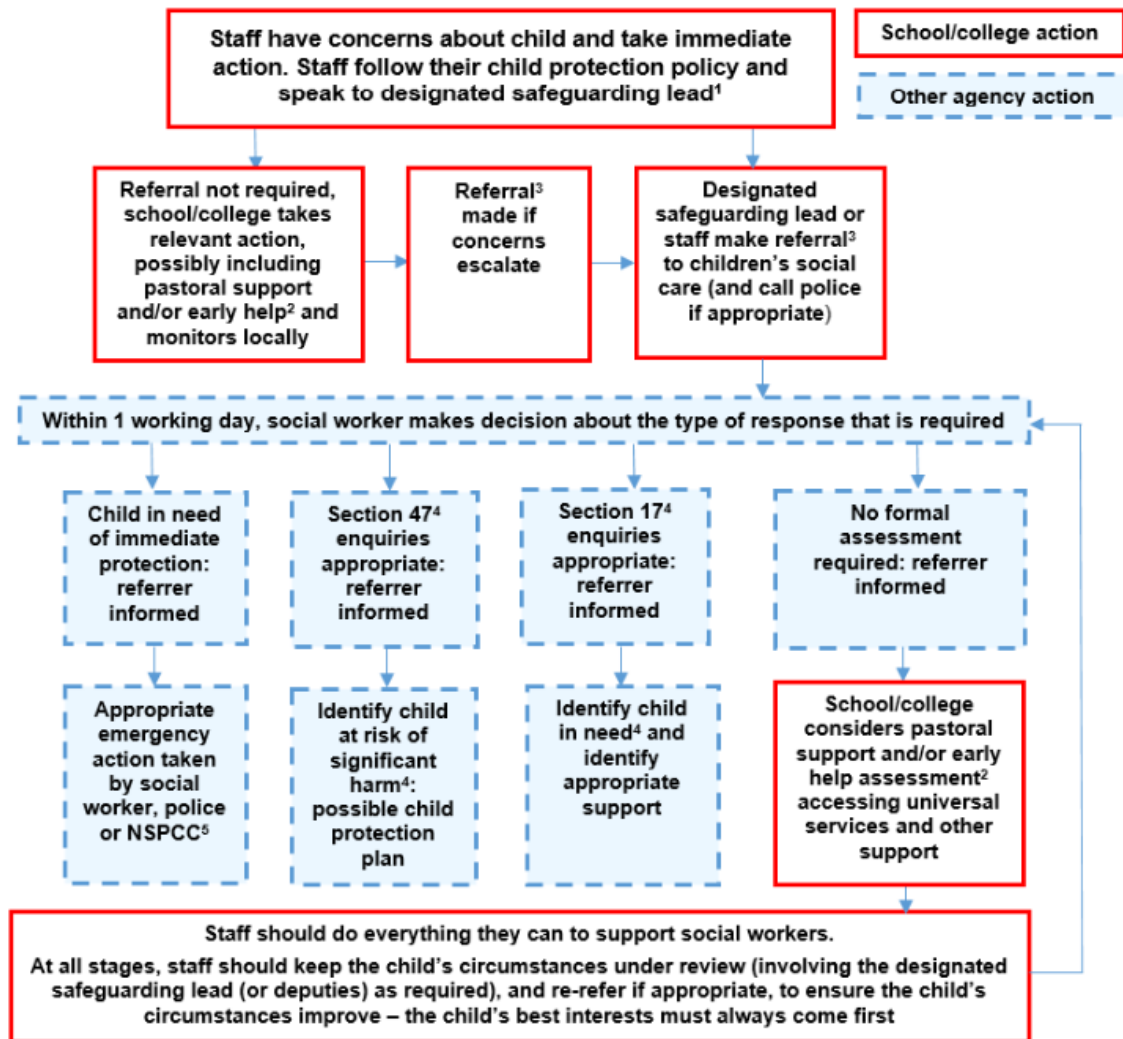 Staff have concerns about child and take immediate
action. Staff follow their child protection policy and
speak to designated safeguarding lead¹
School/college action
Other agency action
Referral not required,
school/college takes
relevant action,
possibly including
pastoral support
and/or early help² and
monitors locally
Referral³
made if
concerns
escalate
Designated
safeguarding lead or
staff make referral³
to children’s social
care (and call police
if appropriate)
Within 1 working day, social worker makes decision about the type of response that is required
Child in need
of immediate
protection:
referrer
informed
Section 47⁴
enquiries
appropriate:
referrer
informed
Section 17⁴
enquiries
appropriate:
referrer
informed
No formal
assessment
required: referrer
informed
Appropriate
emergency
action taken
by social
worker, police
or NSPCC⁵
Identify child
at risk of
significant
harm⁴:
possible child
protection
plan
Identify child
in need⁴ and
identify
appropriate
support
School/college
considers pastoral
support and/or early
help assessment²
accessing universal
services and other
support
Staff should do everything they can to support social workers.
At all stages, staff should keep the child’s circumstances under review (involving the designated
safeguarding lead (or deputies) as required), and re-refer if appropriate, to ensure the child’s
circumstances improve – the child’s best interests must always come first